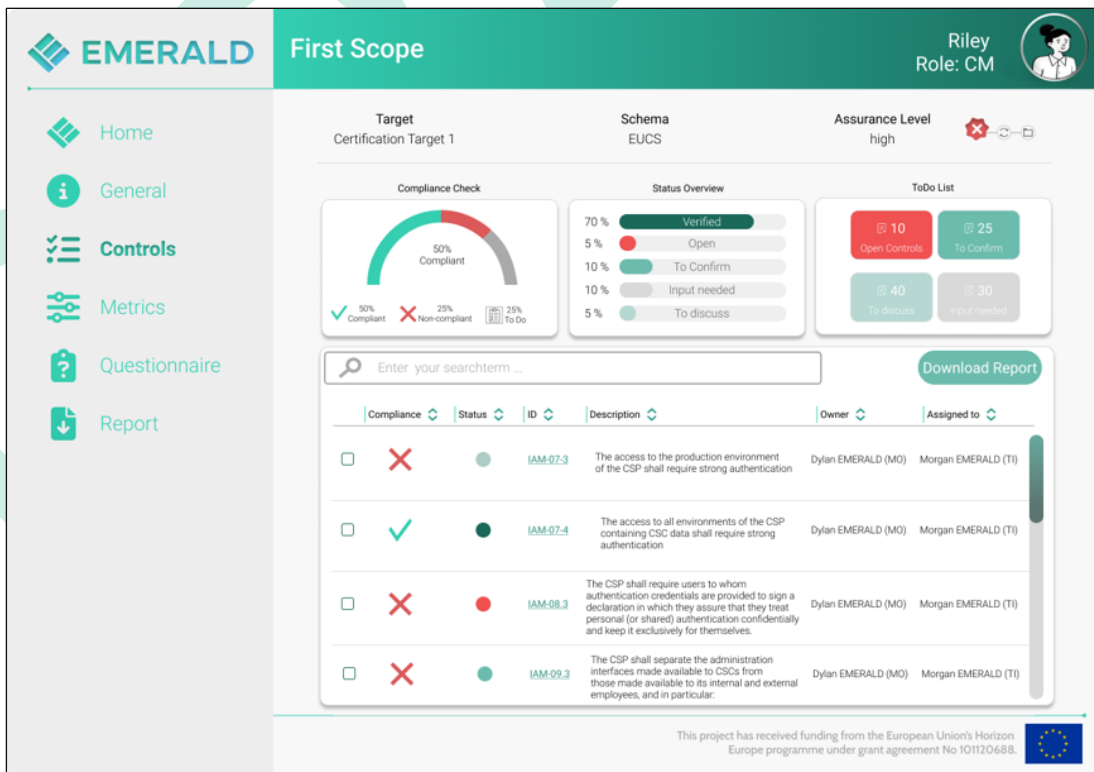 EMERALD
First Scope
Riley
Role: CM
Home
General
Controls
Metrics
Questionnaire
Report
Target
Certification Target 1
Schema
EUCS
Assurance Level
high
Compliance Check
50%
Compliant
50%
Compliant
25%
Non-compliant
25%
To Do
Status Overview
70 % Verified
5 % Open
10 % To Confirm
10 % Input needed
5 % To discuss
ToDo List
10
Open Controls
25
To Confirm
40
To discuss
30
Input needed
Enter your searchterm ...
Download Report
Compliance Status ID Description Owner Assigned to
IAM-07-3
The access to the production environment
of the CSP shall require strong authentication
Dylan EMERALD (MO) Morgan EMERALD (TI)
IAM-07-4
The access to all environments of the CSP
containing CSC data shall require strong
authentication
Dylan EMERALD (MO) Morgan EMERALD (TI)
IAM-08.3
The CSP shall require users to whom
authentication credentials are provided to sign a
declaration in which they assure that they treat
personal (or shared) authentication confidentially
and keep it exclusively for themselves.
Dylan EMERALD (MO) Morgan EMERALD (TI)
IAM-09.3
The CSP shall separate the administration
interfaces made available to CSCs from
those made available to its internal and external
employees, and in particular:
Dylan EMERALD (MO) Morgan EMERALD (TI)
This project has received funding from the European Union's Horizon
Europe programme under grant agreement No 101120688.